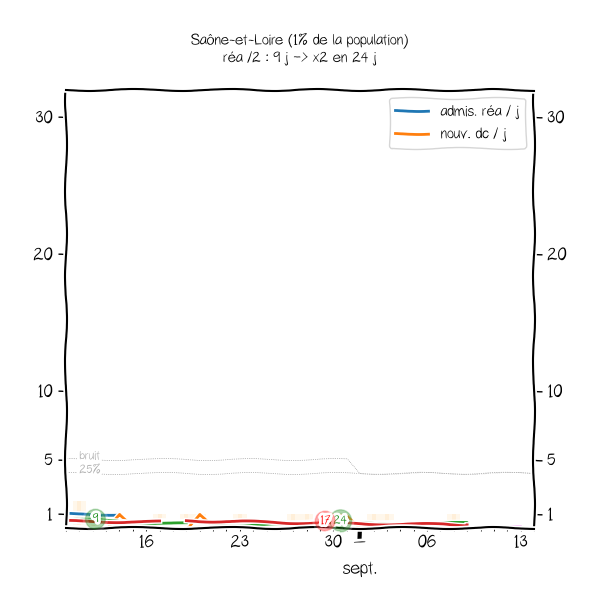 Saône-et-Loire (1% de la population)
réa /2 : 9 j -> x2 en 24 j
admis. réa / j
nouv. dc / j
30 30
20 20
10 10
5 bruit 5
25%
1 9 17 24 1
16 23 30 06 13
sept.